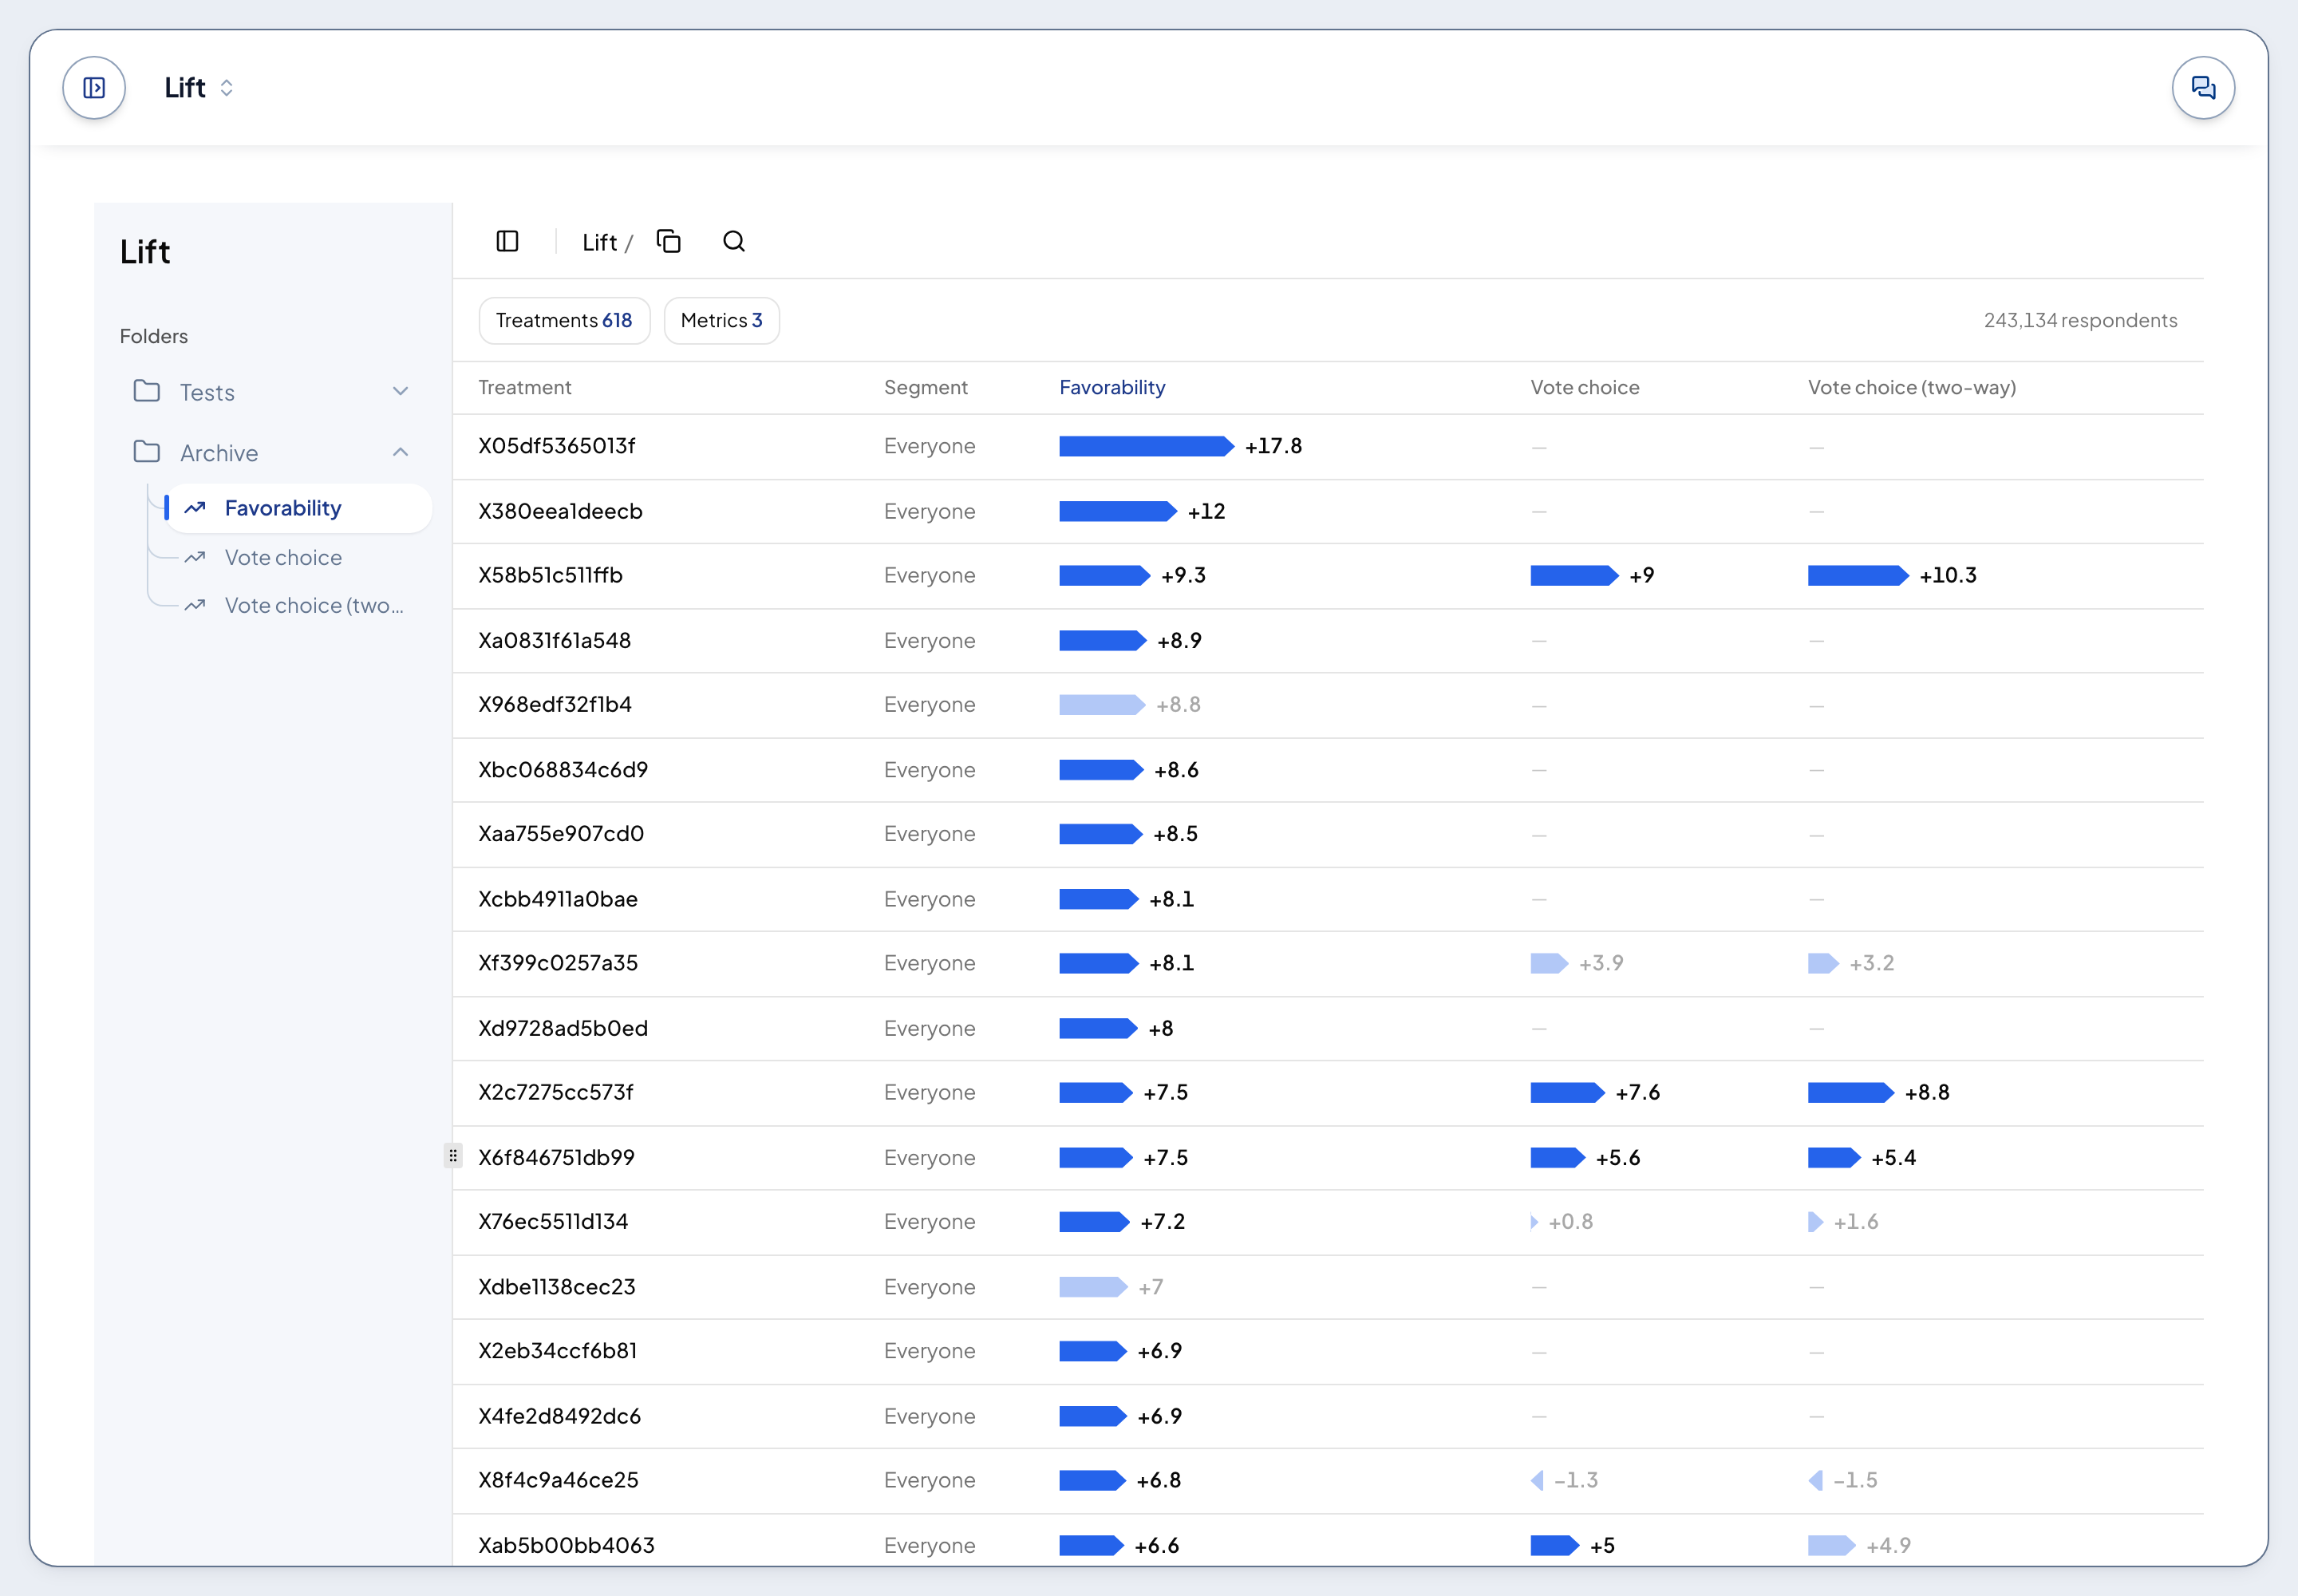 Lift
Lift
Folders
Tests
Archive
Favorability
Vote choice
Vote choice (two...
Lift /
Treatments 618 Metrics 3 243,134 respondents
Treatment Segment Favorability Vote choice Vote choice (two-way)
X05df5365013f Everyone +17.8 — —
X380eea1deecb Everyone +12 — —
X58b51c511ffb Everyone +9.3 +9 +10.3
Xa0831f61a548 Everyone +8.9 — —
X968edf32f1b4 Everyone +8.8 — —
Xbc068834c6d9 Everyone +8.6 — —
Xaa755e907cd0 Everyone +8.5 — —
Xcbb4911a0bae Everyone +8.1 — —
Xf399c0257a35 Everyone +8.1 +3.9 +3.2
Xd9728ad5b0ed Everyone +8 — —
X2c7275cc573f Everyone +7.5 +7.6 +8.8
X6f846751db99 Everyone +7.5 +5.6 +5.4
X76ec5511d134 Everyone +7.2 +0.8 +1.6
Xdbe1138cec23 Everyone +7 — —
X2eb34ccf6b81 Everyone +6.9 — —
X4fe2d8492dc6 Everyone +6.9 — —
X8f4c9a46ce25 Everyone +6.8 −1.3 −1.5
Xab5b00bb4063 Everyone +6.6 +5 +4.9